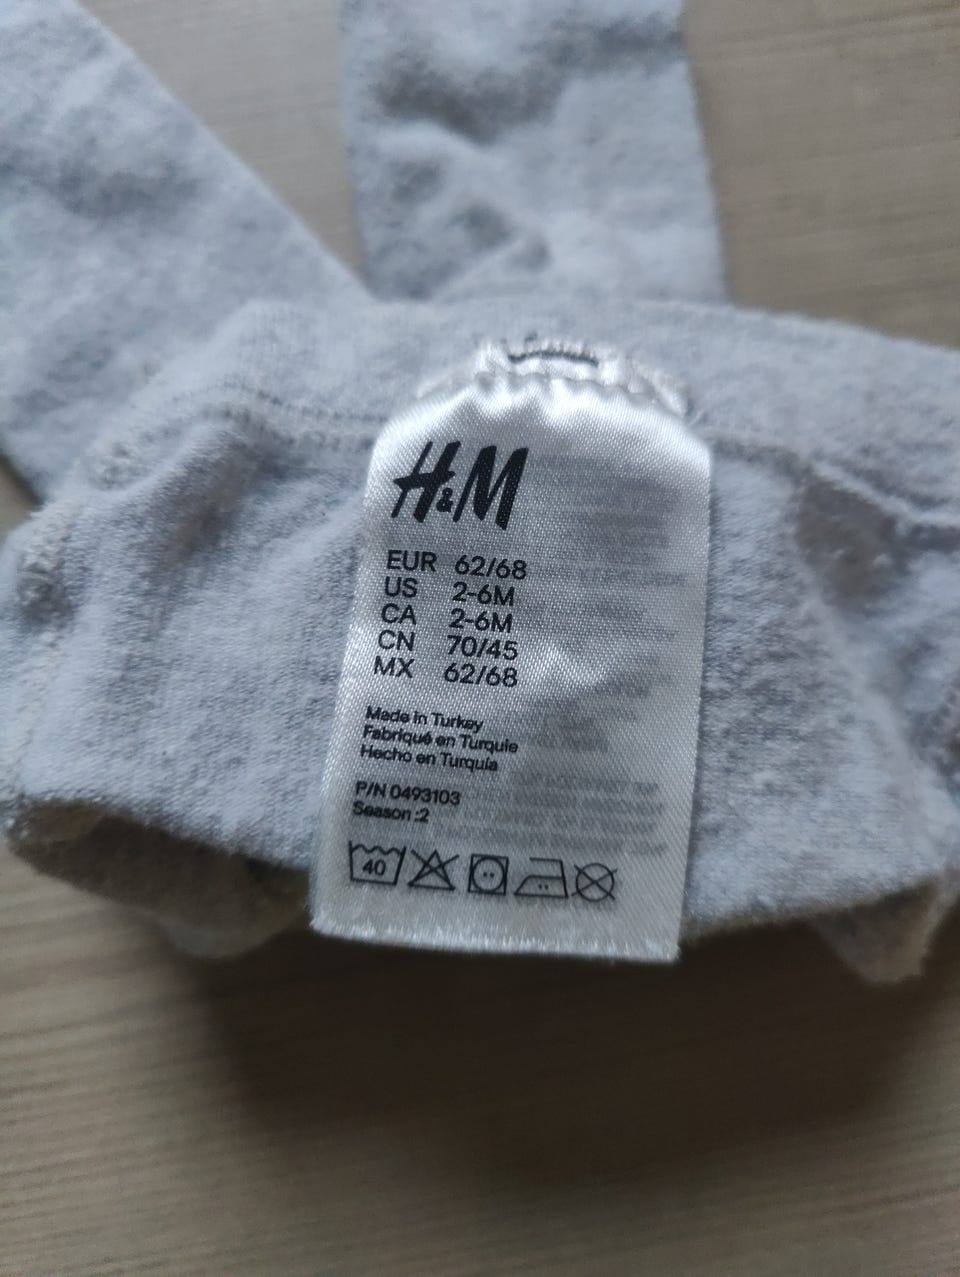 H&M
EUR 62/68
US 2-6M
CA 2-6M
CN 70/45
MX 62/68
Made in Turkey
Fabriqué en Turquie
Hecho en Turquía
P/N 0493103
Season :2
40